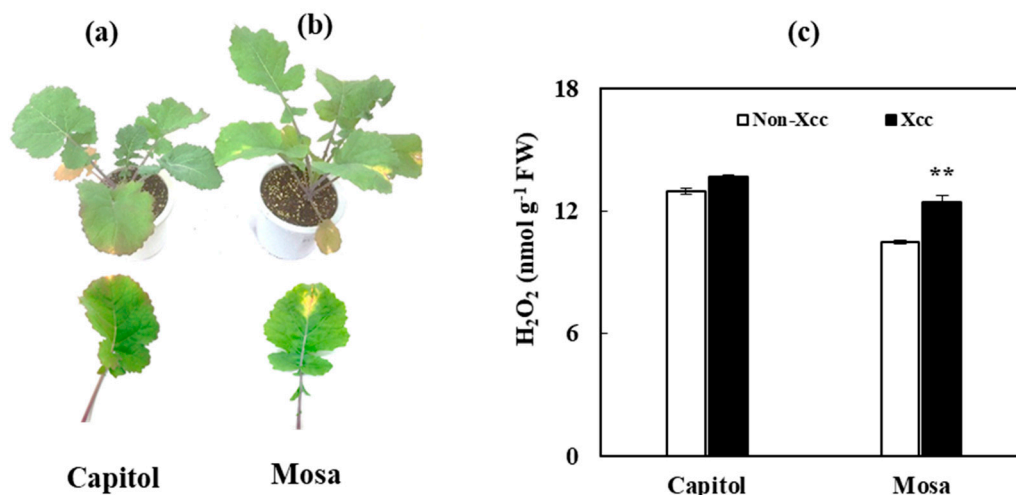 (a)
(b)
Capitol
Mosa
(c)
H₂O₂ (nmol g⁻¹ FW)
18
12
6
0
Non-Xcc
Xcc
**
Capitol
Mosa